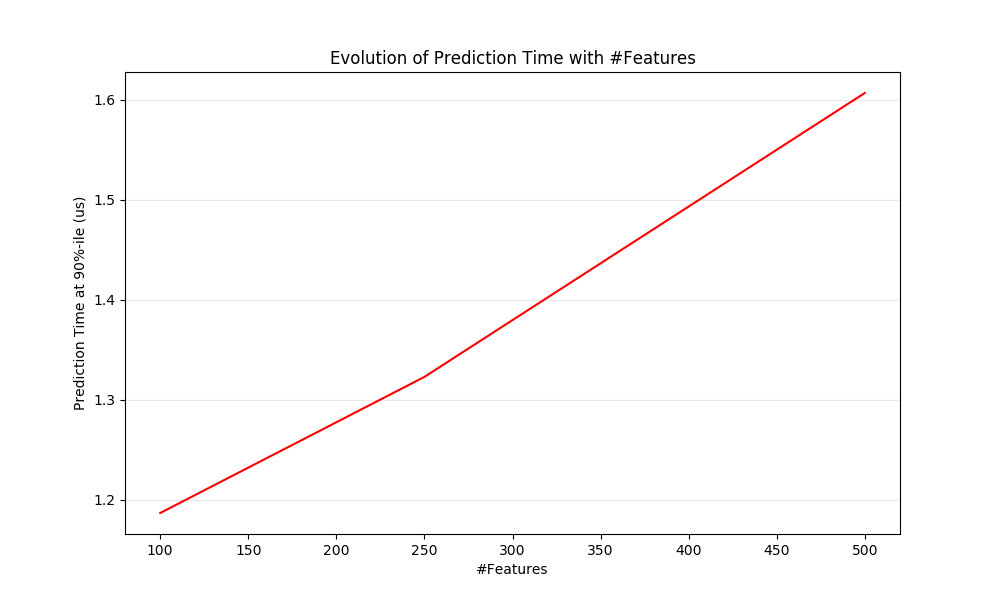 Evolution of Prediction Time with #Features
Prediction Time at 90%-ile (us)
1.6
1.5
1.4
1.3
1.2
100 150 200 250 300 350 400 450 500
#Features